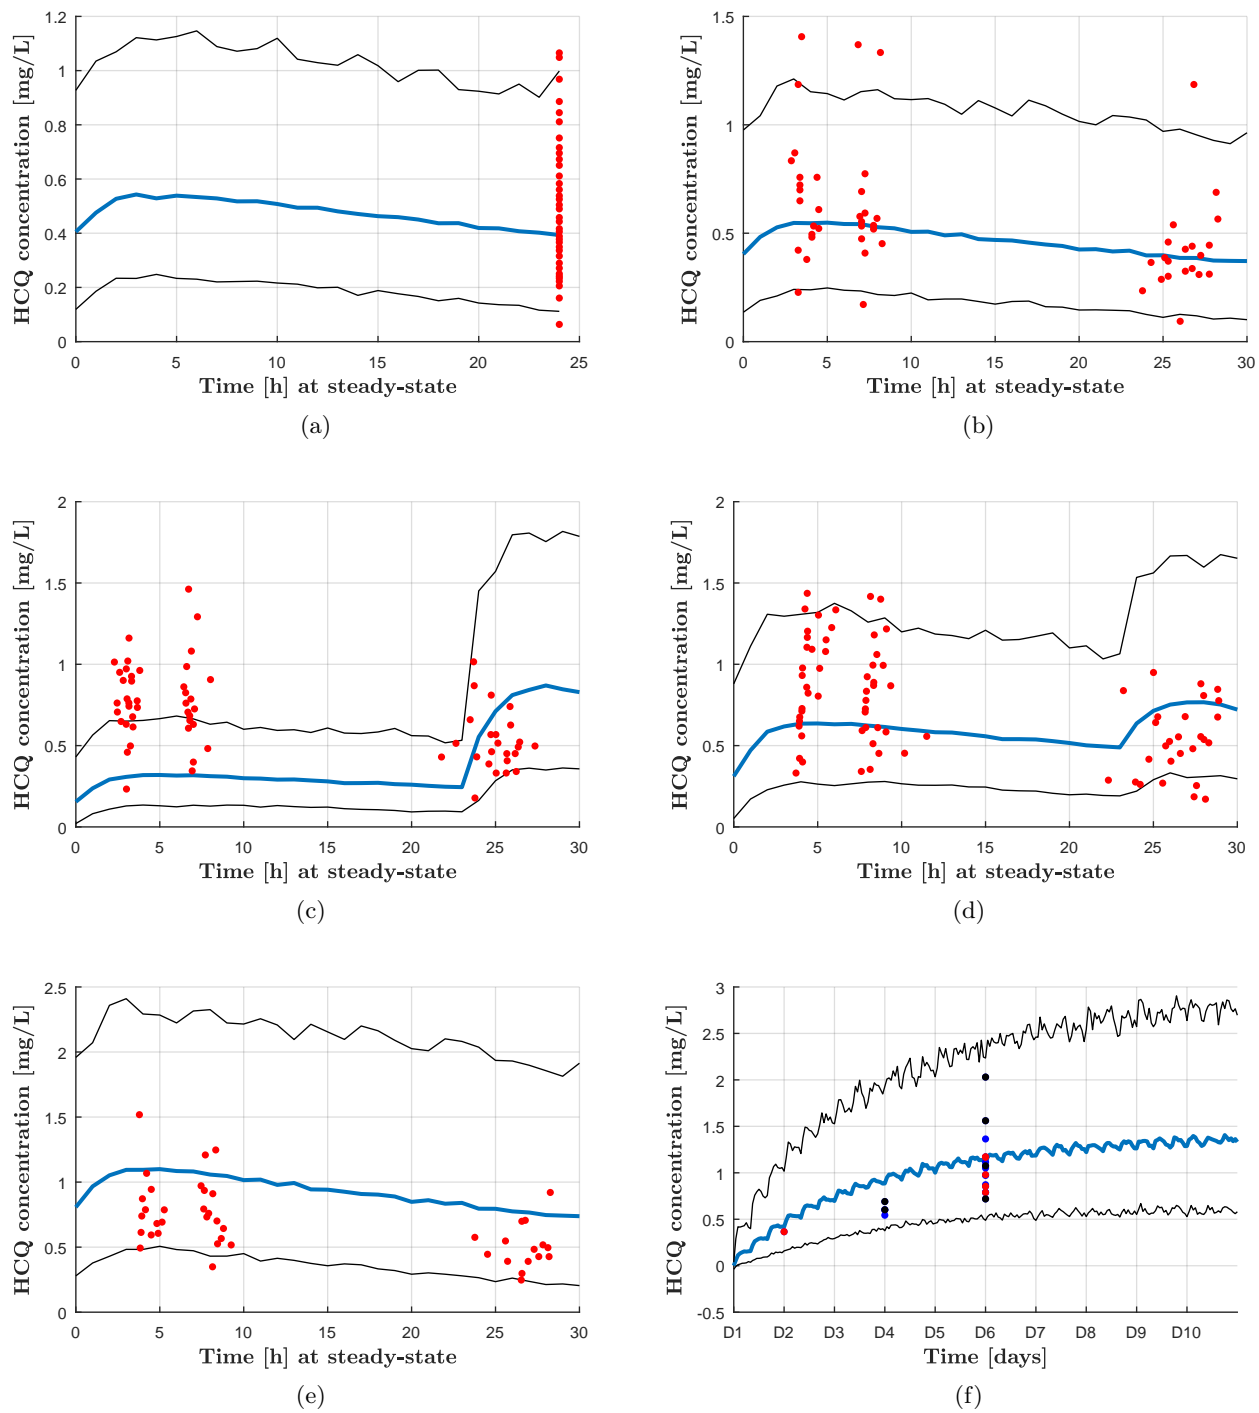 HCQ concentration [mg/L]
1.2
1
0.8
0.6
0.4
0.2
0
0 5 10 15 20 25
Time [h] at steady-state
(a)
HCQ concentration [mg/L]
1.5
1
0.5
0
0 5 10 15 20 25 30
Time [h] at steady-state
(b)
HCQ concentration [mg/L]
2
1.5
1
0.5
0
0 5 10 15 20 25 30
Time [h] at steady-state
(c)
HCQ concentration [mg/L]
2
1.5
1
0.5
0
0 5 10 15 20 25 30
Time [h] at steady-state
(d)
HCQ concentration [mg/L]
2.5
2
1.5
1
0.5
0
0 5 10 15 20 25 30
Time [h] at steady-state
(e)
HCQ concentration [mg/L]
3
2.5
2
1.5
1
0.5
0
-0.5
D1 D2 D3 D4 D5 D6 D7 D8 D9 D10
Time [days]
(f)